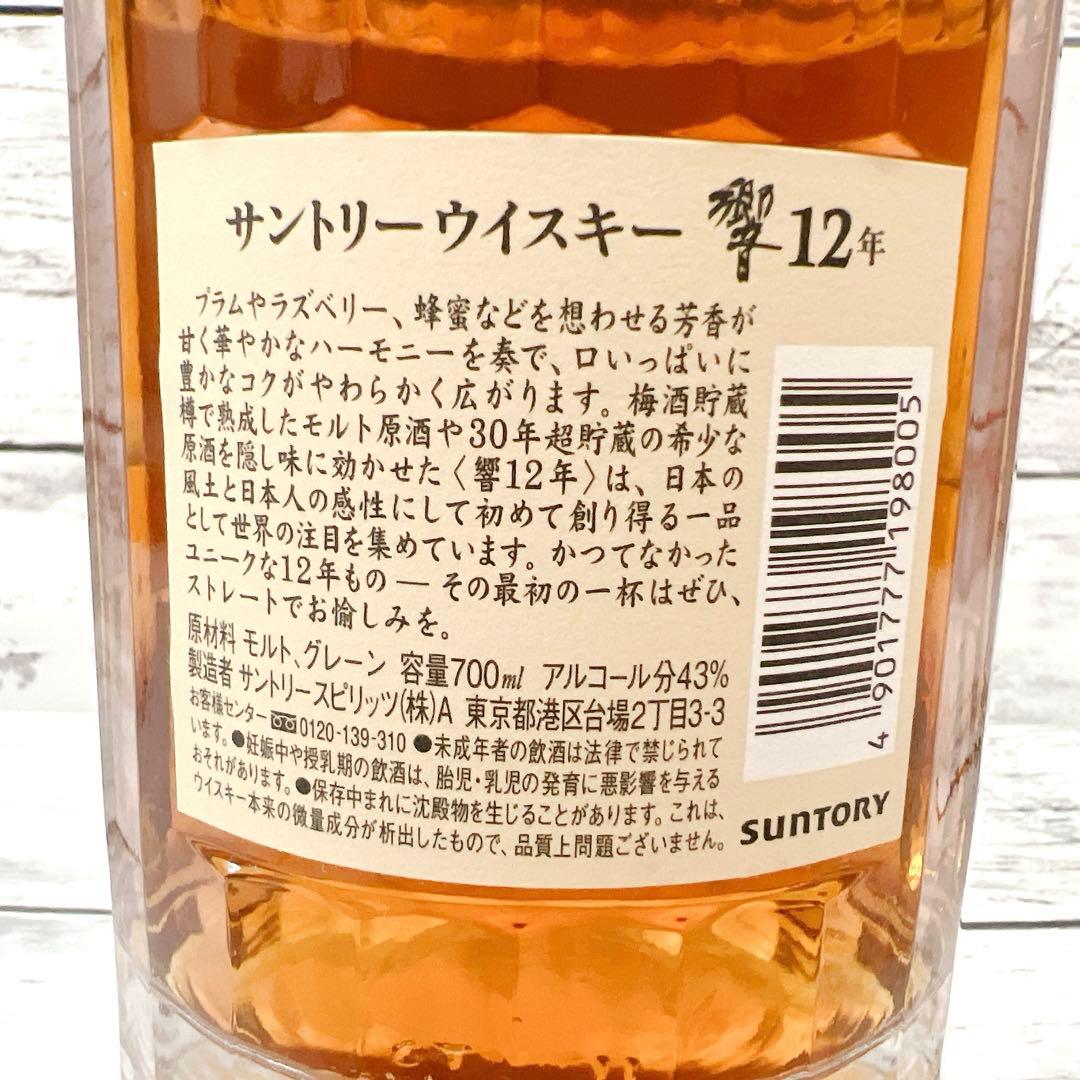 サントリーウイスキー 響12年
プラムやラズベリー、蜂蜜などを想わせる芳香が
甘く華やかなハーモニーを奏で、口いっぱいに
豊かなコクがやわらかく広がります。梅酒貯蔵
樽で熟成したモルト原酒や30年超貯蔵の希少な
原酒を隠し味に効かせた〈響12年〉は、日本の
風土と日本人の感性にして初めて創り得る一品
として世界の注目を集めています。かつてなかった
ユニークな12年もの — その最初の一杯はぜひ、
ストレートでお愉しみを。
原材料 モルト、グレーン 容量700ml アルコール分43%
製造者 サントリースピリッツ(株)A 東京都港区台場2丁目3-3
お客様センター 0120-139-310 ●未成年者の飲酒は法律で禁じられて
います。●妊娠中や授乳期の飲酒は、胎児・乳児の発育に悪影響を与える
おそれがあります。●保存中まれに沈殿物を生じることがあります。これは、
ウイスキー本来の微量成分が析出したもので、品質上問題ございません。
4 901777 198005
SUNTORY